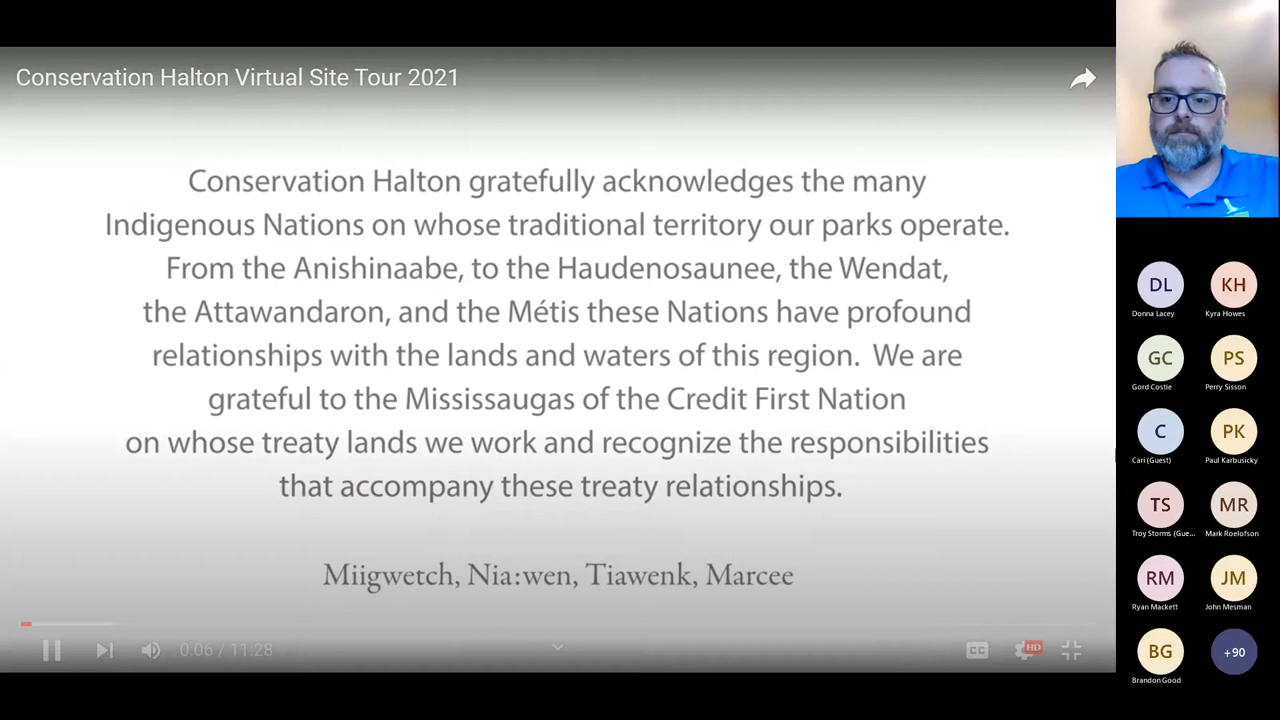 Conservation Halton Virtual Site Tour 2021
Conservation Halton gratefully acknowledges the many
Indigenous Nations on whose traditional territory our parks operate.
From the Anishinaabe, to the Haudenosaunee, the Wendat,
the Attawandaron, and the Métis these Nations have profound
relationships with the lands and waters of this region. We are
grateful to the Mississaugas of the Credit First Nation
on whose treaty lands we work and recognize the responsibilities
that accompany these treaty relationships.
Miigwetch, Nia:wen, Tiawenk, Marcee
0:06 / 11:28
CC
HD
DL
KH
Donna Lacey
Kyra Howes
GC
PS
Gord Costie
Perry Sisson
C
PK
Cari (Guest)
Paul Karbusicky
TS
MR
Troy Storms (Gue...
Mark Roelofson
RM
JM
Ryan Mackett
John Mesman
BG
+90
Brandon Good